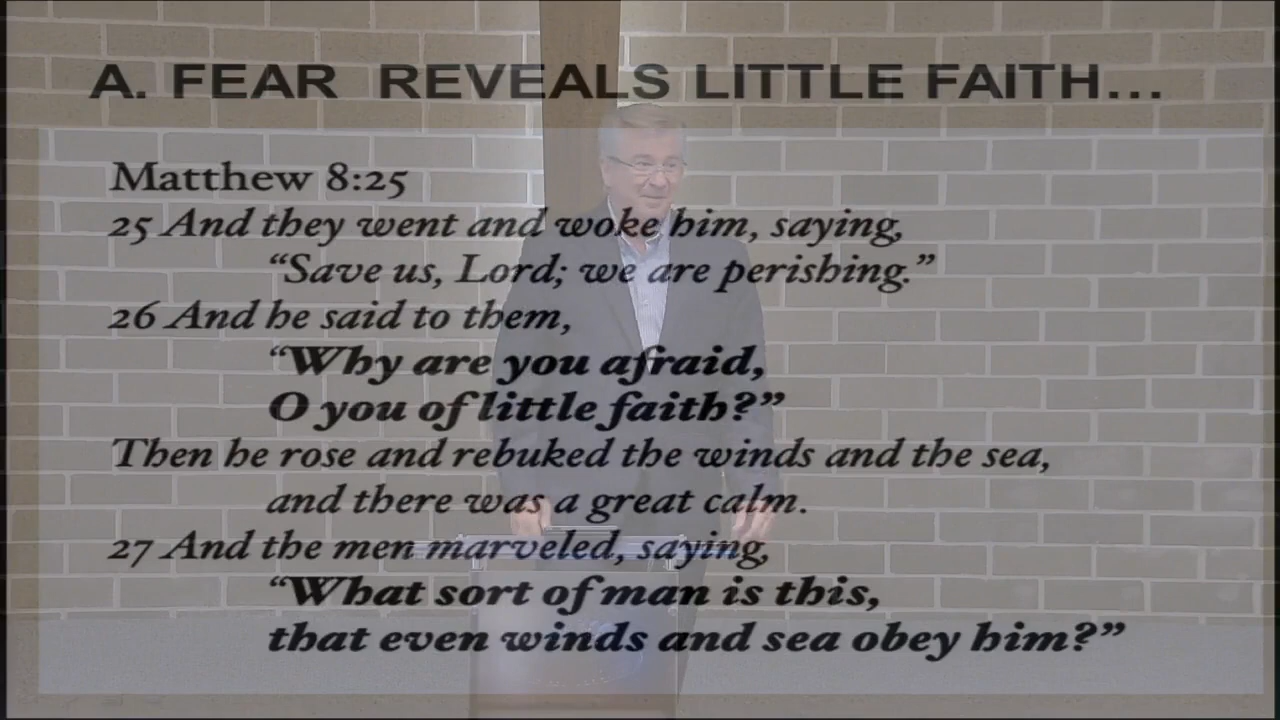 A. FEAR REVEALS LITTLE FAITH...
Matthew 8:25
25 And they went and woke him, saying,
“Save us, Lord; we are perishing.”
26 And he said to them,
“Why are you afraid,
O you of little faith?”
Then he rose and rebuked the winds and the sea,
and there was a great calm.
27 And the men marveled, saying,
“What sort of man is this,
that even winds and sea obey him?”